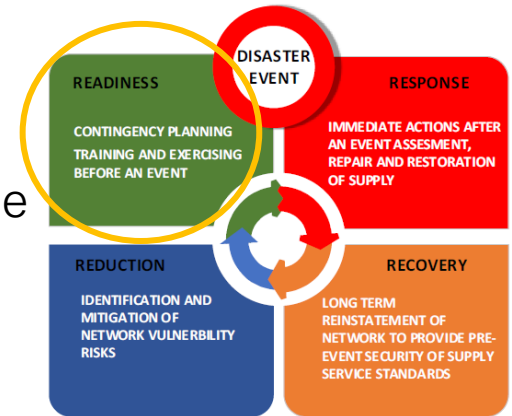 DISASTER
EVENT
READINESS
CONTINGENCY PLANNING
TRAINING AND EXERCISING
BEFORE AN EVENT
RESPONSE
IMMEDIATE ACTIONS AFTER
AN EVENT ASSESMENT,
REPAIR AND RESTORATION
OF SUPPLY
e
REDUCTION
IDENTIFICATION AND
MITIGATION OF
NETWORK VULNERBILITY
RISKS
RECOVERY
LONG TERM
REINSTATEMENT OF
NETWORK TO PROVIDE PRE-
EVENT SECURITY OF SUPPLY
SERVICE STANDARDS